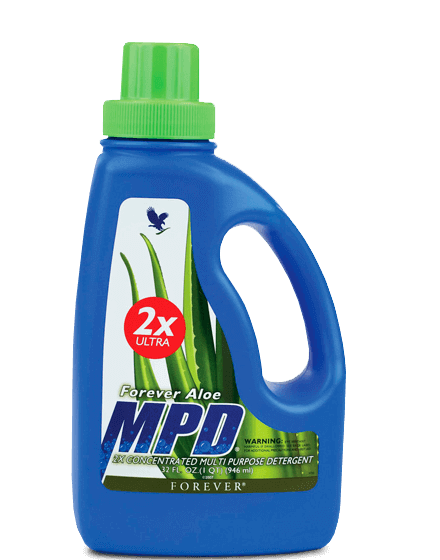 2x
ULTRA
Forever Aloe
MPD
2X CONCENTRATED MULTI PURPOSE DETERGENT
32 FL. OZ. (1 QT.) (946 ml)
WARNING:
FOREVER®